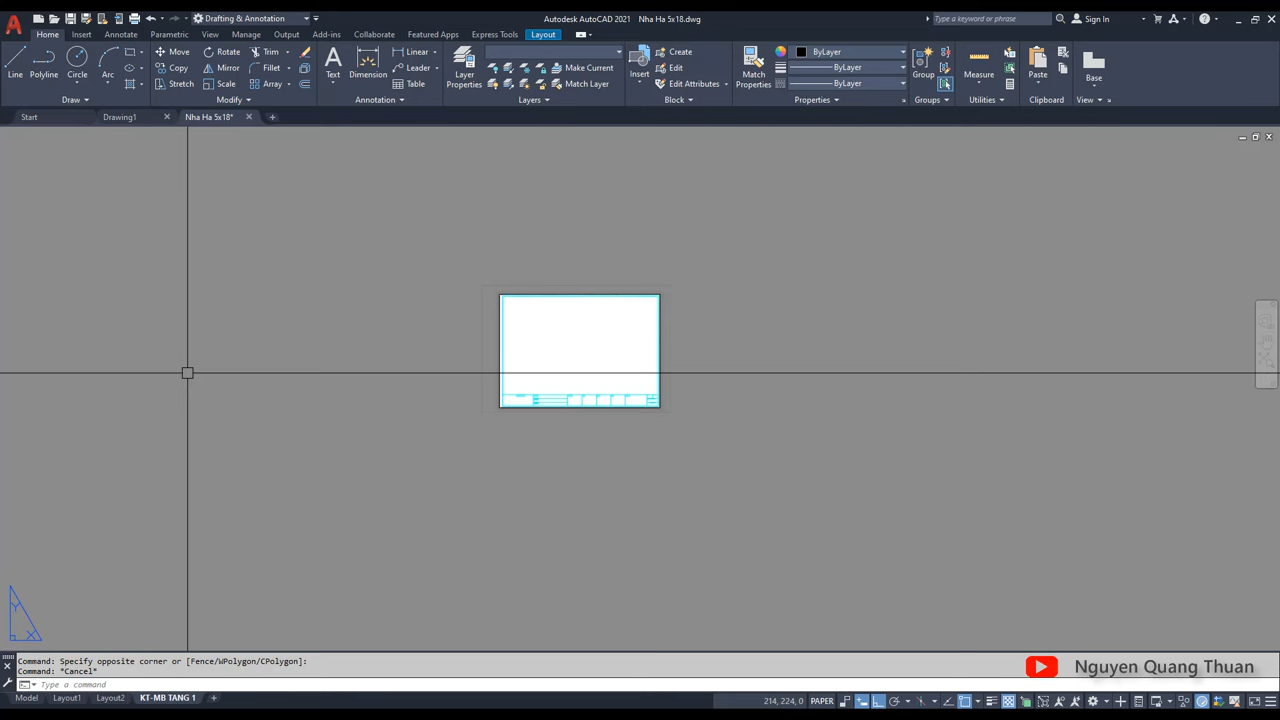 Drafting & Annotation
Autodesk AutoCAD 2021 Nha Ha 5x18.dwg
Type a keyword or phrase
Sign In
Home Insert Annotate Parametric View Manage Output Add-ins Collaborate Featured Apps Express Tools Layout
Line Polyline Circle Arc
Move Rotate Trim
Copy Mirror Fillet
Stretch Scale Array
Text Dimension
Linear
Leader
Table
Layer Properties
Make Current
Match Layer
Insert
Create
Edit
Edit Attributes
Match Properties
ByLayer
ByLayer
ByLayer
Group
Measure
Paste
Base
Draw Modify Annotation Layers Block Properties Groups Utilities Clipboard View
Start Drawing1 Nha Ha 5x18*
Y
X
Command: Specify opposite corner or [Fence/WPolygon/CPolygon]:
Command: *Cancel*
Type a command
Nguyen Quang Thuan
Model Layout1 Layout2 KT-MB TANG 1
214, 224, 0 PAPER